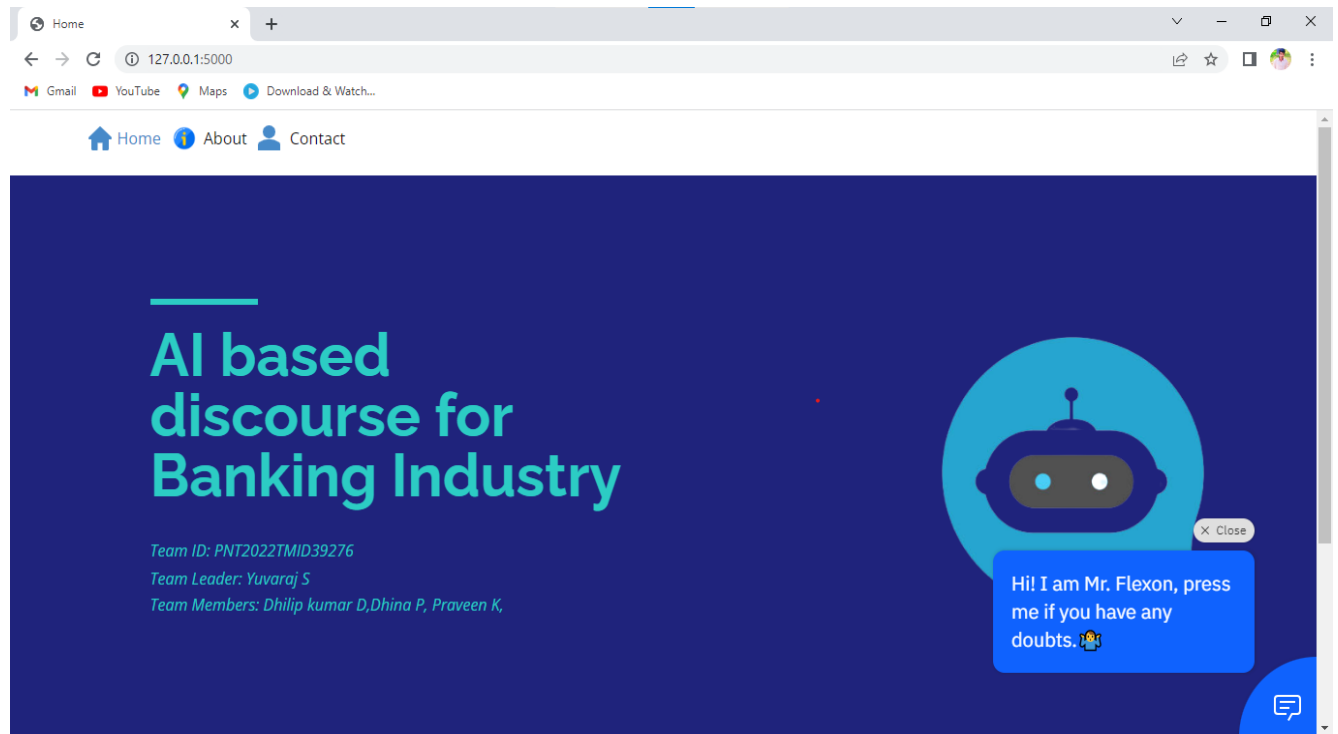 Home
127.0.0.1:5000
Gmail YouTube Maps Download & Watch...
Home About Contact
AI based
discourse for
Banking Industry
Team ID: PNT2022TMID39276
Team Leader: Yuvaraj S
Team Members: Dhilip kumar D,Dhina P, Praveen K,
Close
Hi! I am Mr. Flexon, press
me if you have any
doubts.🤷‍♂️